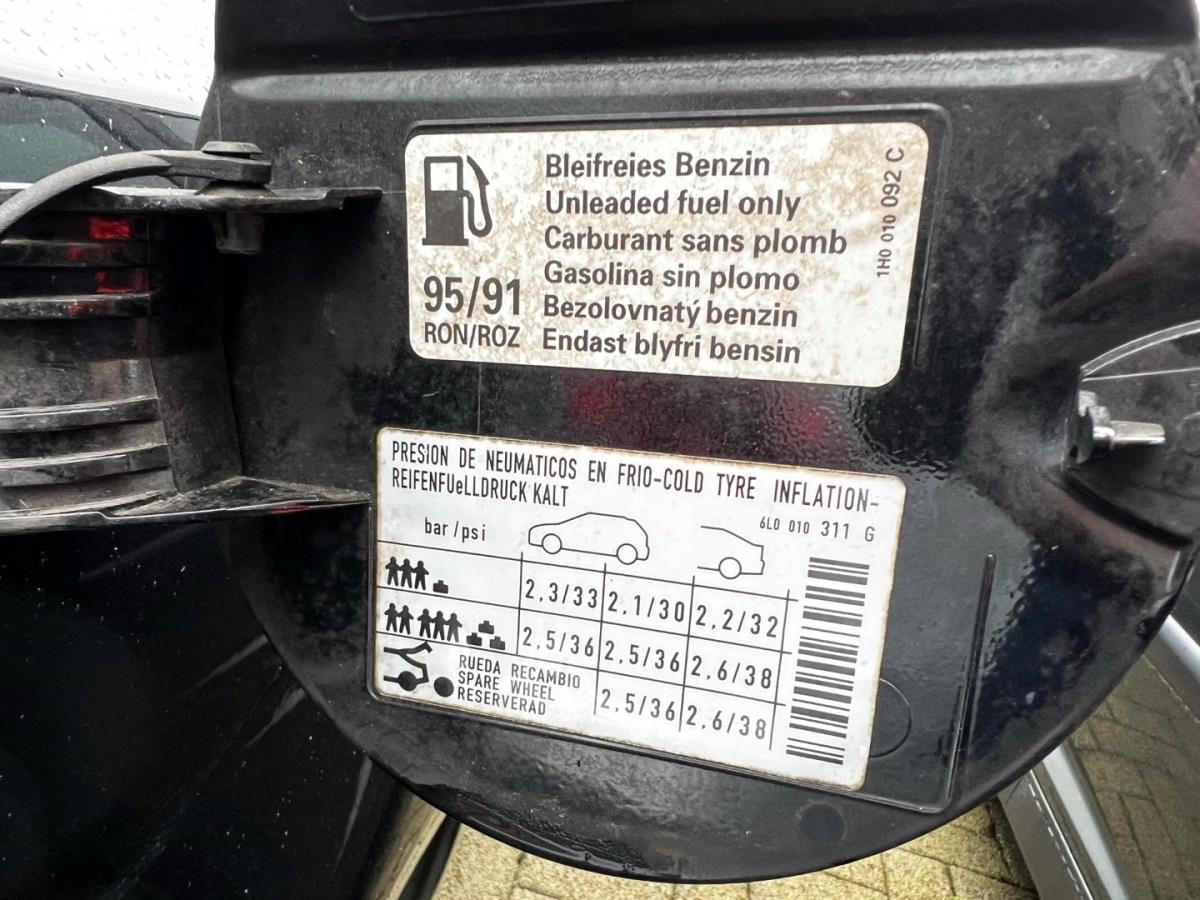 Bleifreies Benzin
Unleaded fuel only
Carburant sans plomb
Gasolina sin plomo
Bezolovnatý benzin
Endast blyfri bensin
95/91
RON/ROZ
1H0 010 092 C
PRESION DE NEUMATICOS EN FRIO-COLD TYRE INFLATION-
REIFENFUeLLDRUCK KALT
6L0 010 311 G
bar/psi
2,3/33 2,1/30 2,2/32
2,5/36 2,5/36 2,6/38
RUEDA RECAMBIO
SPARE WHEEL
RESERVERAD
2,5/36 2,6/38